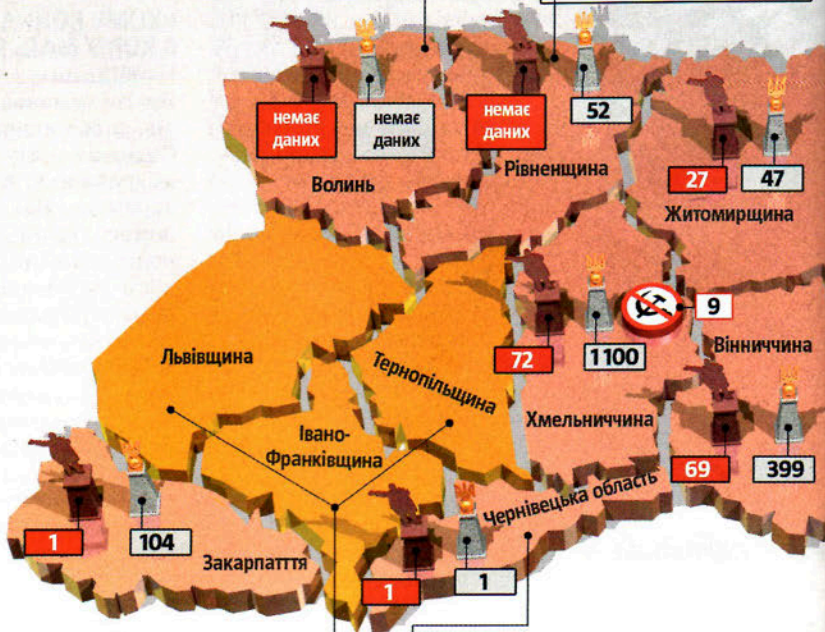 немає
даних
немає
даних
немає
даних
52
Волинь
Рівненщина
27
47
Житомирщина
Львівщина
Тернопільщина
72
1100
9
Вінниччина
Хмельниччина
Івано-
Франківщина
69
399
1
104
Закарпаття
Чернівецька область
1
1